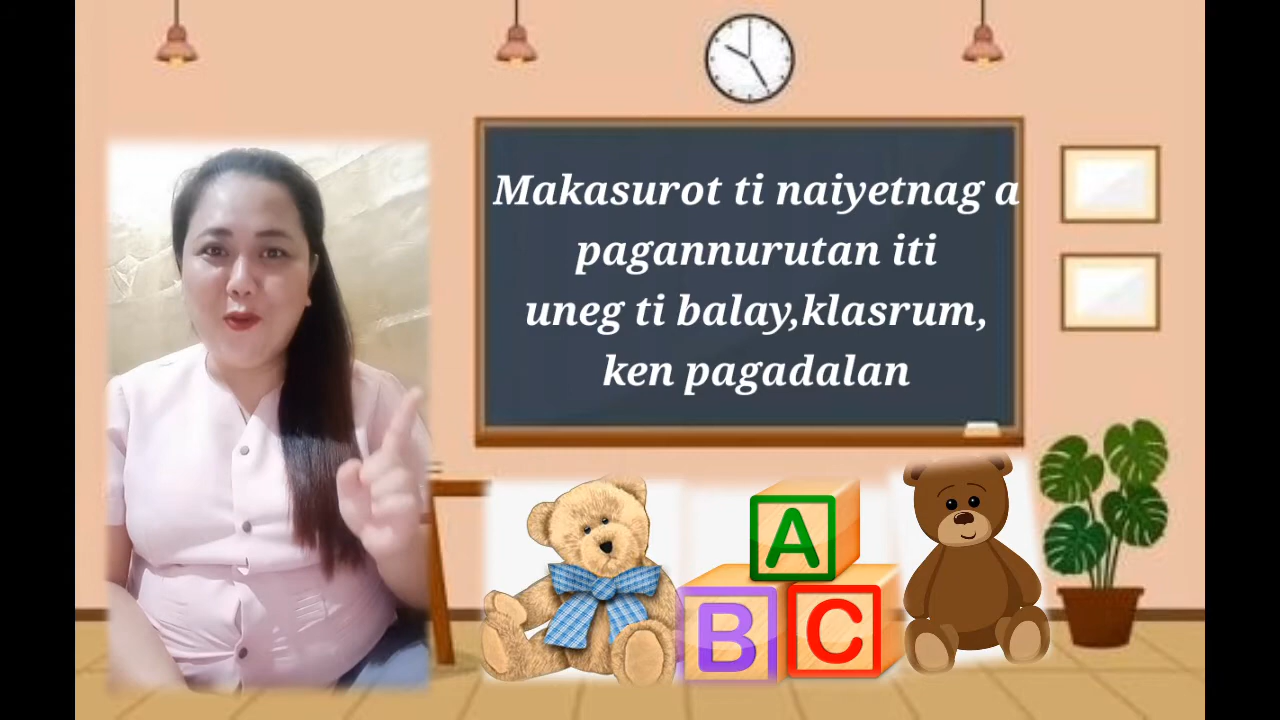 Makasurot ti naiyetnag a
pagannurutan iti
uneg ti balay,klasrum,
ken pagadalan
A
B C